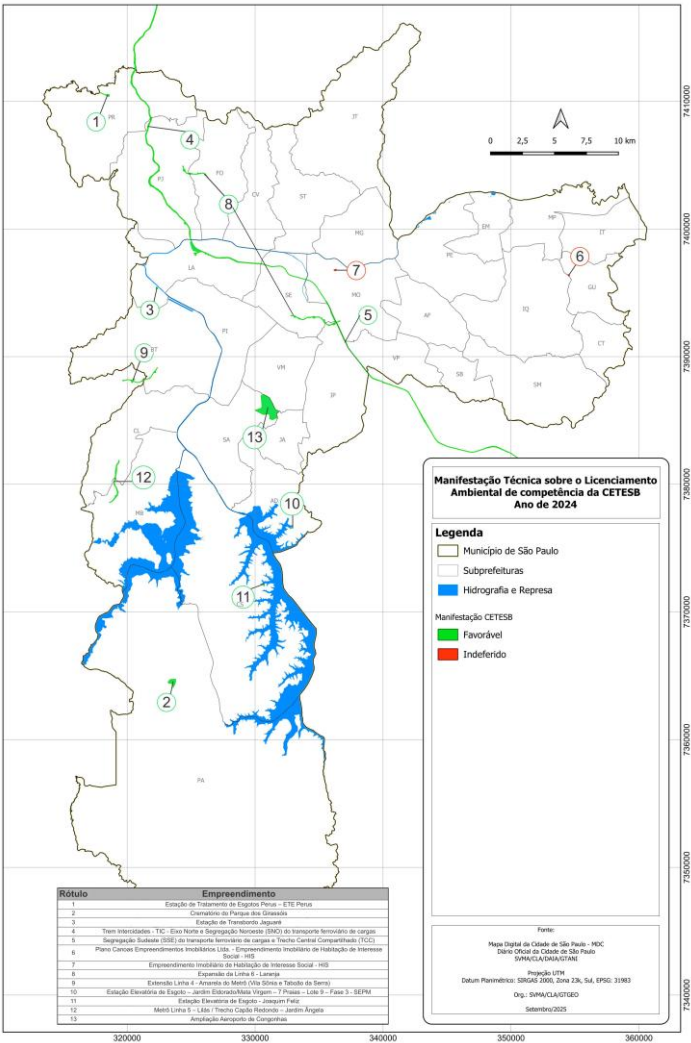 PR
JT
1
4
PJ
FO
8
CV
ST
MG
EM
MP
IT
PE
6
LA
7
GU
3
SE
MO
5
AF
IQ
PI
9
BT
CT
VP
VM
SB
SM
IP
CL
SA
13
JA
12
MB
AD
10
11
2
PA
0 2,5 5 7,5 10 km
7410000
7400000
7390000
7380000
7370000
7360000
7350000
7340000
320000 330000 340000 350000 360000
Manifestação Técnica sobre o Licenciamento
Ambiental de competência da CETESB
Ano de 2024
Legenda
Município de São Paulo
Subprefeituras
Hidrografia e Represa
Manifestação CETESB
Favorável
Indeferido
Rótulo Empreendimento
1 Estação de Tratamento de Esgotos Perus – ETE Perus
2 Crematório do Parque dos Girassóis
3 Estação de Transbordo Jaguaré
4 Trem Intercidades - TIC - Eixo Norte e Segregação Noroeste (SNO) do transporte ferroviário de cargas
5 Segregação Sudeste (SSE) do transporte ferroviário de cargas e Trecho Central Compartilhado (TCC)
6 Plano Canoas Empreendimentos Imobiliários Ltda. - Empreendimento Imobiliário de Habitação de Interesse
Social - HIS
7 Empreendimento Imobiliário de Habitação de Interesse Social - HIS
8 Expansão da Linha 6 - Laranja
9 Extensão Linha 4 - Amarela do Metrô (Vila Sônia e Taboão da Serra)
10 Estação Elevatória de Esgoto – Jardim Eldorado/Mata Virgem – 7 Praias – Lote 9 – Fase 3 - SEPM
11 Estação Elevatória de Esgoto - Joaquim Feliz
12 Metrô Linha 5 – Lilás / Trecho Capão Redondo – Jardim Ângela
13 Ampliação Aeroporto de Congonhas
Fonte:
Mapa Digital da Cidade de São Paulo - MDC
Diário Oficial da Cidade de São Paulo
SVMA/CLA/DAIA/GTANI
Projeção UTM
Datum Planimétrico: SIRGAS 2000, Zona 23k, Sul, EPSG: 31983
Org.: SVMA/CLA/GTGEO
Setembro/2025